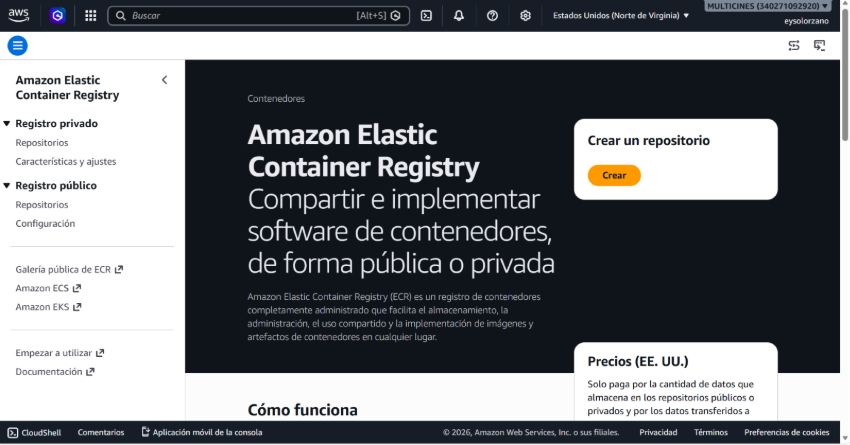 aws
Buscar
[Alt+S]
Estados Unidos (Norte de Virginia)
MULTICINES (340271092920)
eysolorzano
Amazon Elastic
Container Registry
Registro privado
Repositorios
Características y ajustes
Registro público
Repositorios
Configuración
Galería pública de ECR
Amazon ECS
Amazon EKS
Empezar a utilizar
Documentación
Contenedores
Amazon Elastic
Container Registry
Compartir e implementar
software de contenedores,
de forma pública o privada
Amazon Elastic Container Registry (ECR) es un registro de contenedores
completamente administrado que facilita el almacenamiento, la
administración, el uso compartido y la implementación de imágenes y
artefactos de contenedores en cualquier lugar.
Crear un repositorio
Crear
Precios (EE. UU.)
Solo paga por la cantidad de datos que
almacena en los repositorios públicos o
privados y por los datos transferidos a
Cómo funciona
CloudShell
Comentarios
Aplicación móvil de la consola
© 2026, Amazon Web Services, Inc. o sus filiales.
Privacidad
Términos
Preferencias de cookies